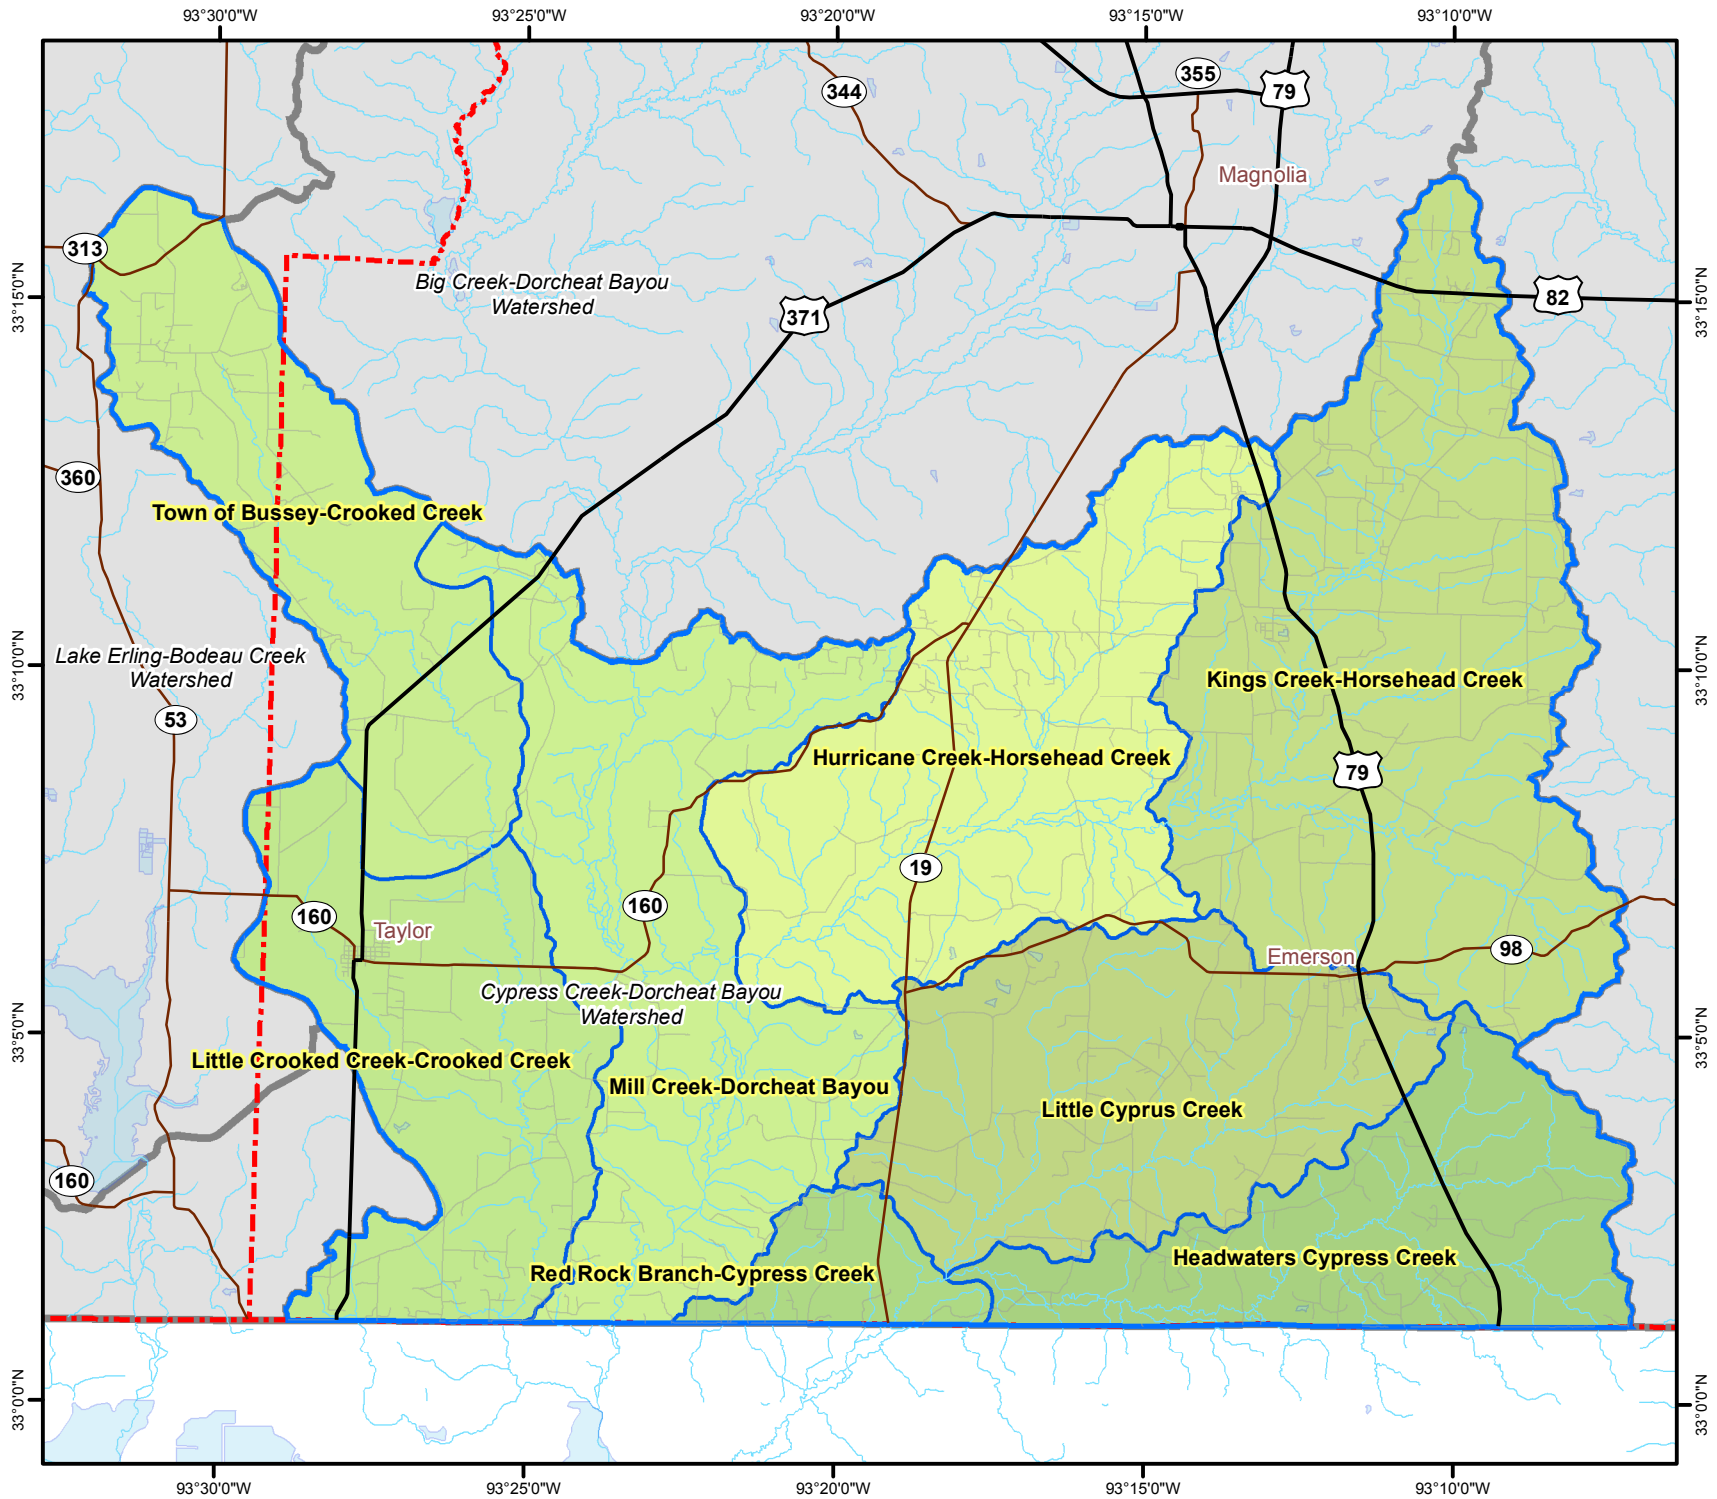 93°30'0"W
93°25'0"W
93°20'0"W
93°15'0"W
93°10'0"W
355
344
79
Magnolia
313
33°15'0"N
33°15'0"N
Big Creek-Dorcheat Bayou
Watershed
82
371
360
Town of Bussey-Crooked Creek
Lake Erling-Bodeau Creek
Watershed
33°10'0"N
33°10'0"N
Kings Creek-Horsehead Creek
53
Hurricane Creek-Horsehead Creek
79
19
160
160
Taylor
Emerson
98
Cypress Creek-Dorcheat Bayou
Watershed
33°5'0"N
33°5'0"N
Little Crooked Creek-Crooked Creek
Mill Creek-Dorcheat Bayou
Little Cyprus Creek
160
Headwaters Cypress Creek
Red Rock Branch-Cypress Creek
33°0'0"N
33°0'0"N
93°30'0"W
93°25'0"W
93°20'0"W
93°15'0"W
93°10'0"W